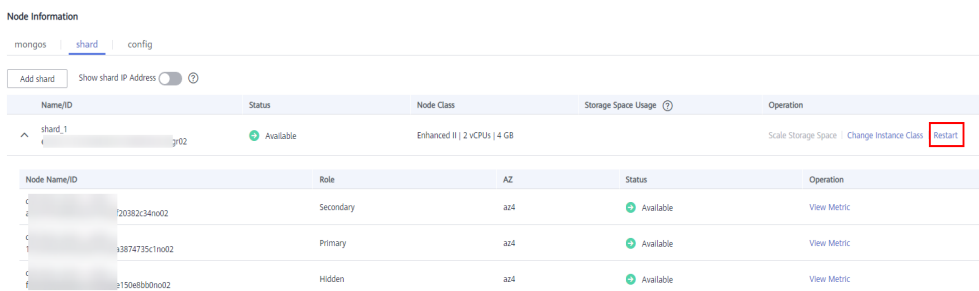 Node Information
mongos shard config
Add shard Show shard IP Address ?
Name/ID Status Node Class Storage Space Usage ? Operation
shard_1
Available Enhanced II | 2 vCPUs | 4 GB Scale Storage Space | Change Instance Class | Restart
gr02
Node Name/ID Role AZ Status Operation
Secondary az4 Available View Metric
f20382c34no02
Primary az4 Available View Metric
a3874735c1no02
Hidden az4 Available View Metric
e150e8bb0no02